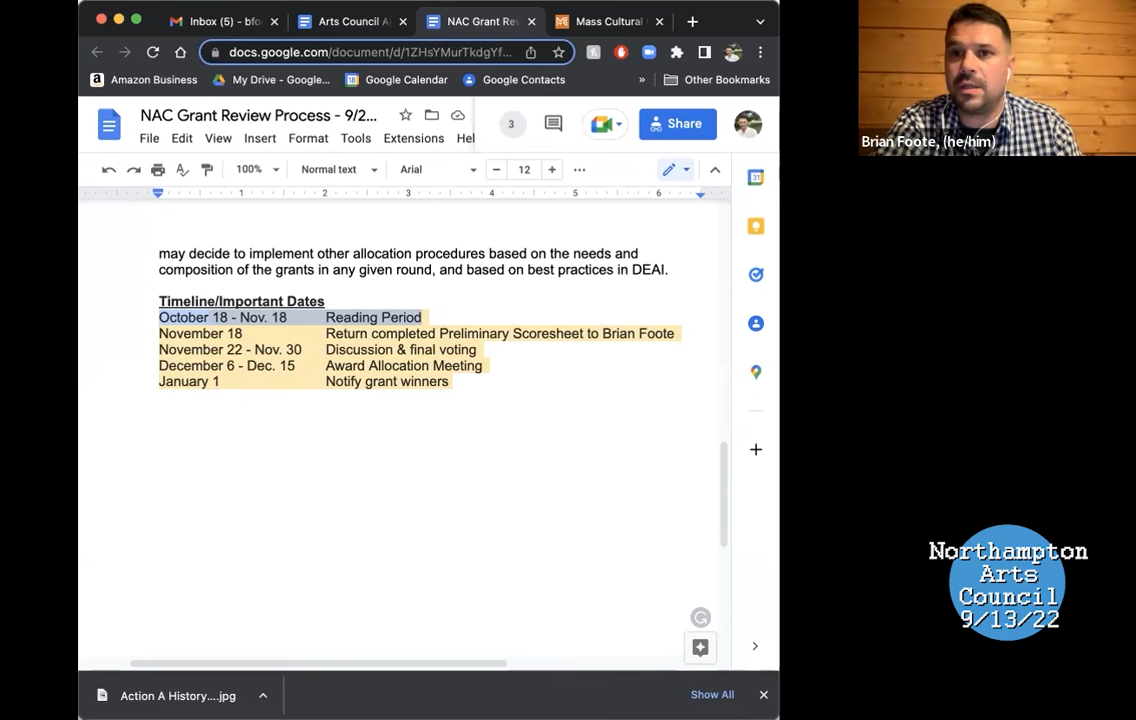 Inbox (5) - bfo
Arts Council A
NAC Grant Re
Mass Cultural C
docs.google.com/document/d/1ZHsYMurTkdgYf...
Amazon Business
My Drive - Google...
Google Calendar
Google Contacts
»
Other Bookmarks
NAC Grant Review Process - 9/2...
3
Share
File
Edit
View
Insert
Format
Tools
Extensions
Hel
100%
Normal text
Arial
12
1 2 3 4 5 6
may decide to implement other allocation procedures based on the needs and
composition of the grants in any given round, and based on best practices in DEAI.
Timeline/Important Dates
October 18 - Nov. 18 Reading Period
November 18 Return completed Preliminary Scoresheet to Brian Foote
November 22 - Nov. 30 Discussion & final voting
December 6 - Dec. 15 Award Allocation Meeting
January 1 Notify grant winners
Action A History....jpg
Show All
Brian Foote, (he/him)
Northampton
Arts
Council
9/13/22